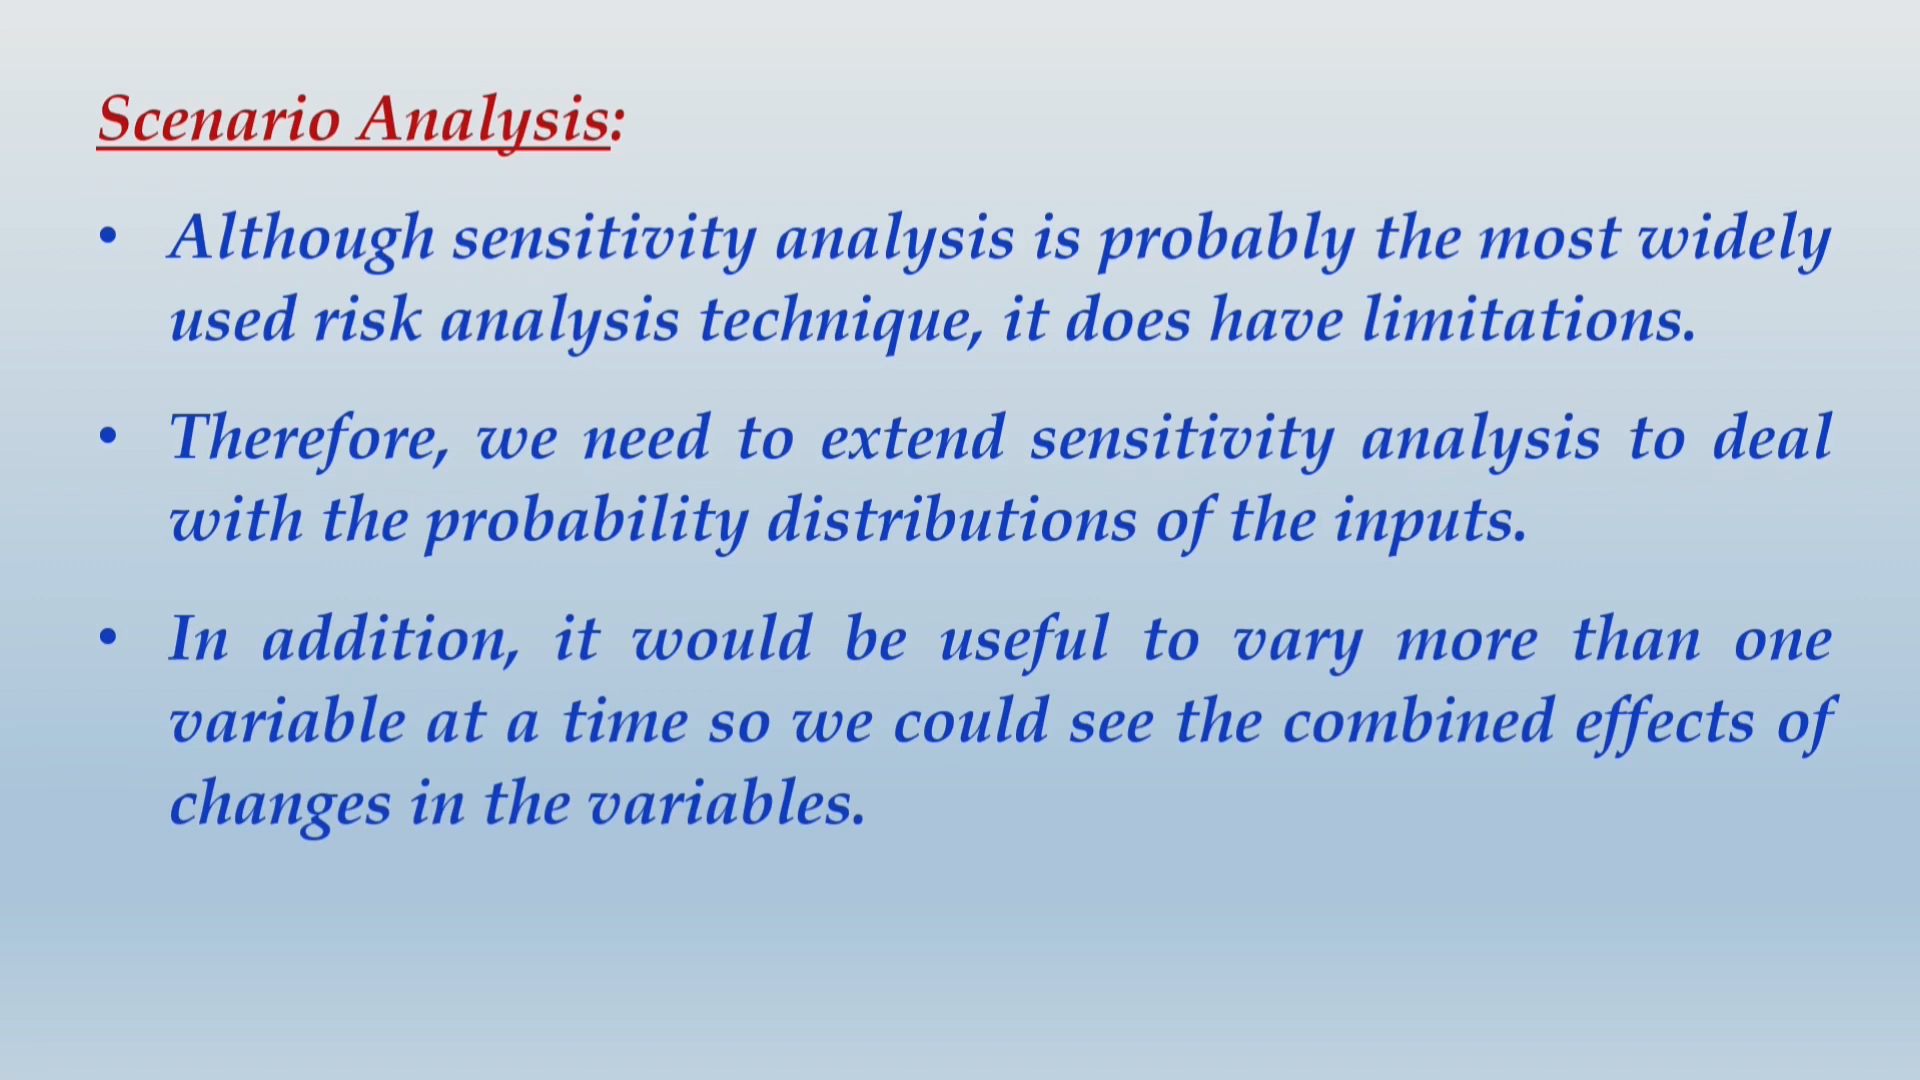 Scenario Analysis:
• Although sensitivity analysis is probably the most widely
used risk analysis technique, it does have limitations.
• Therefore, we need to extend sensitivity analysis to deal
with the probability distributions of the inputs.
• In addition, it would be useful to vary more than one
variable at a time so we could see the combined effects of
changes in the variables.